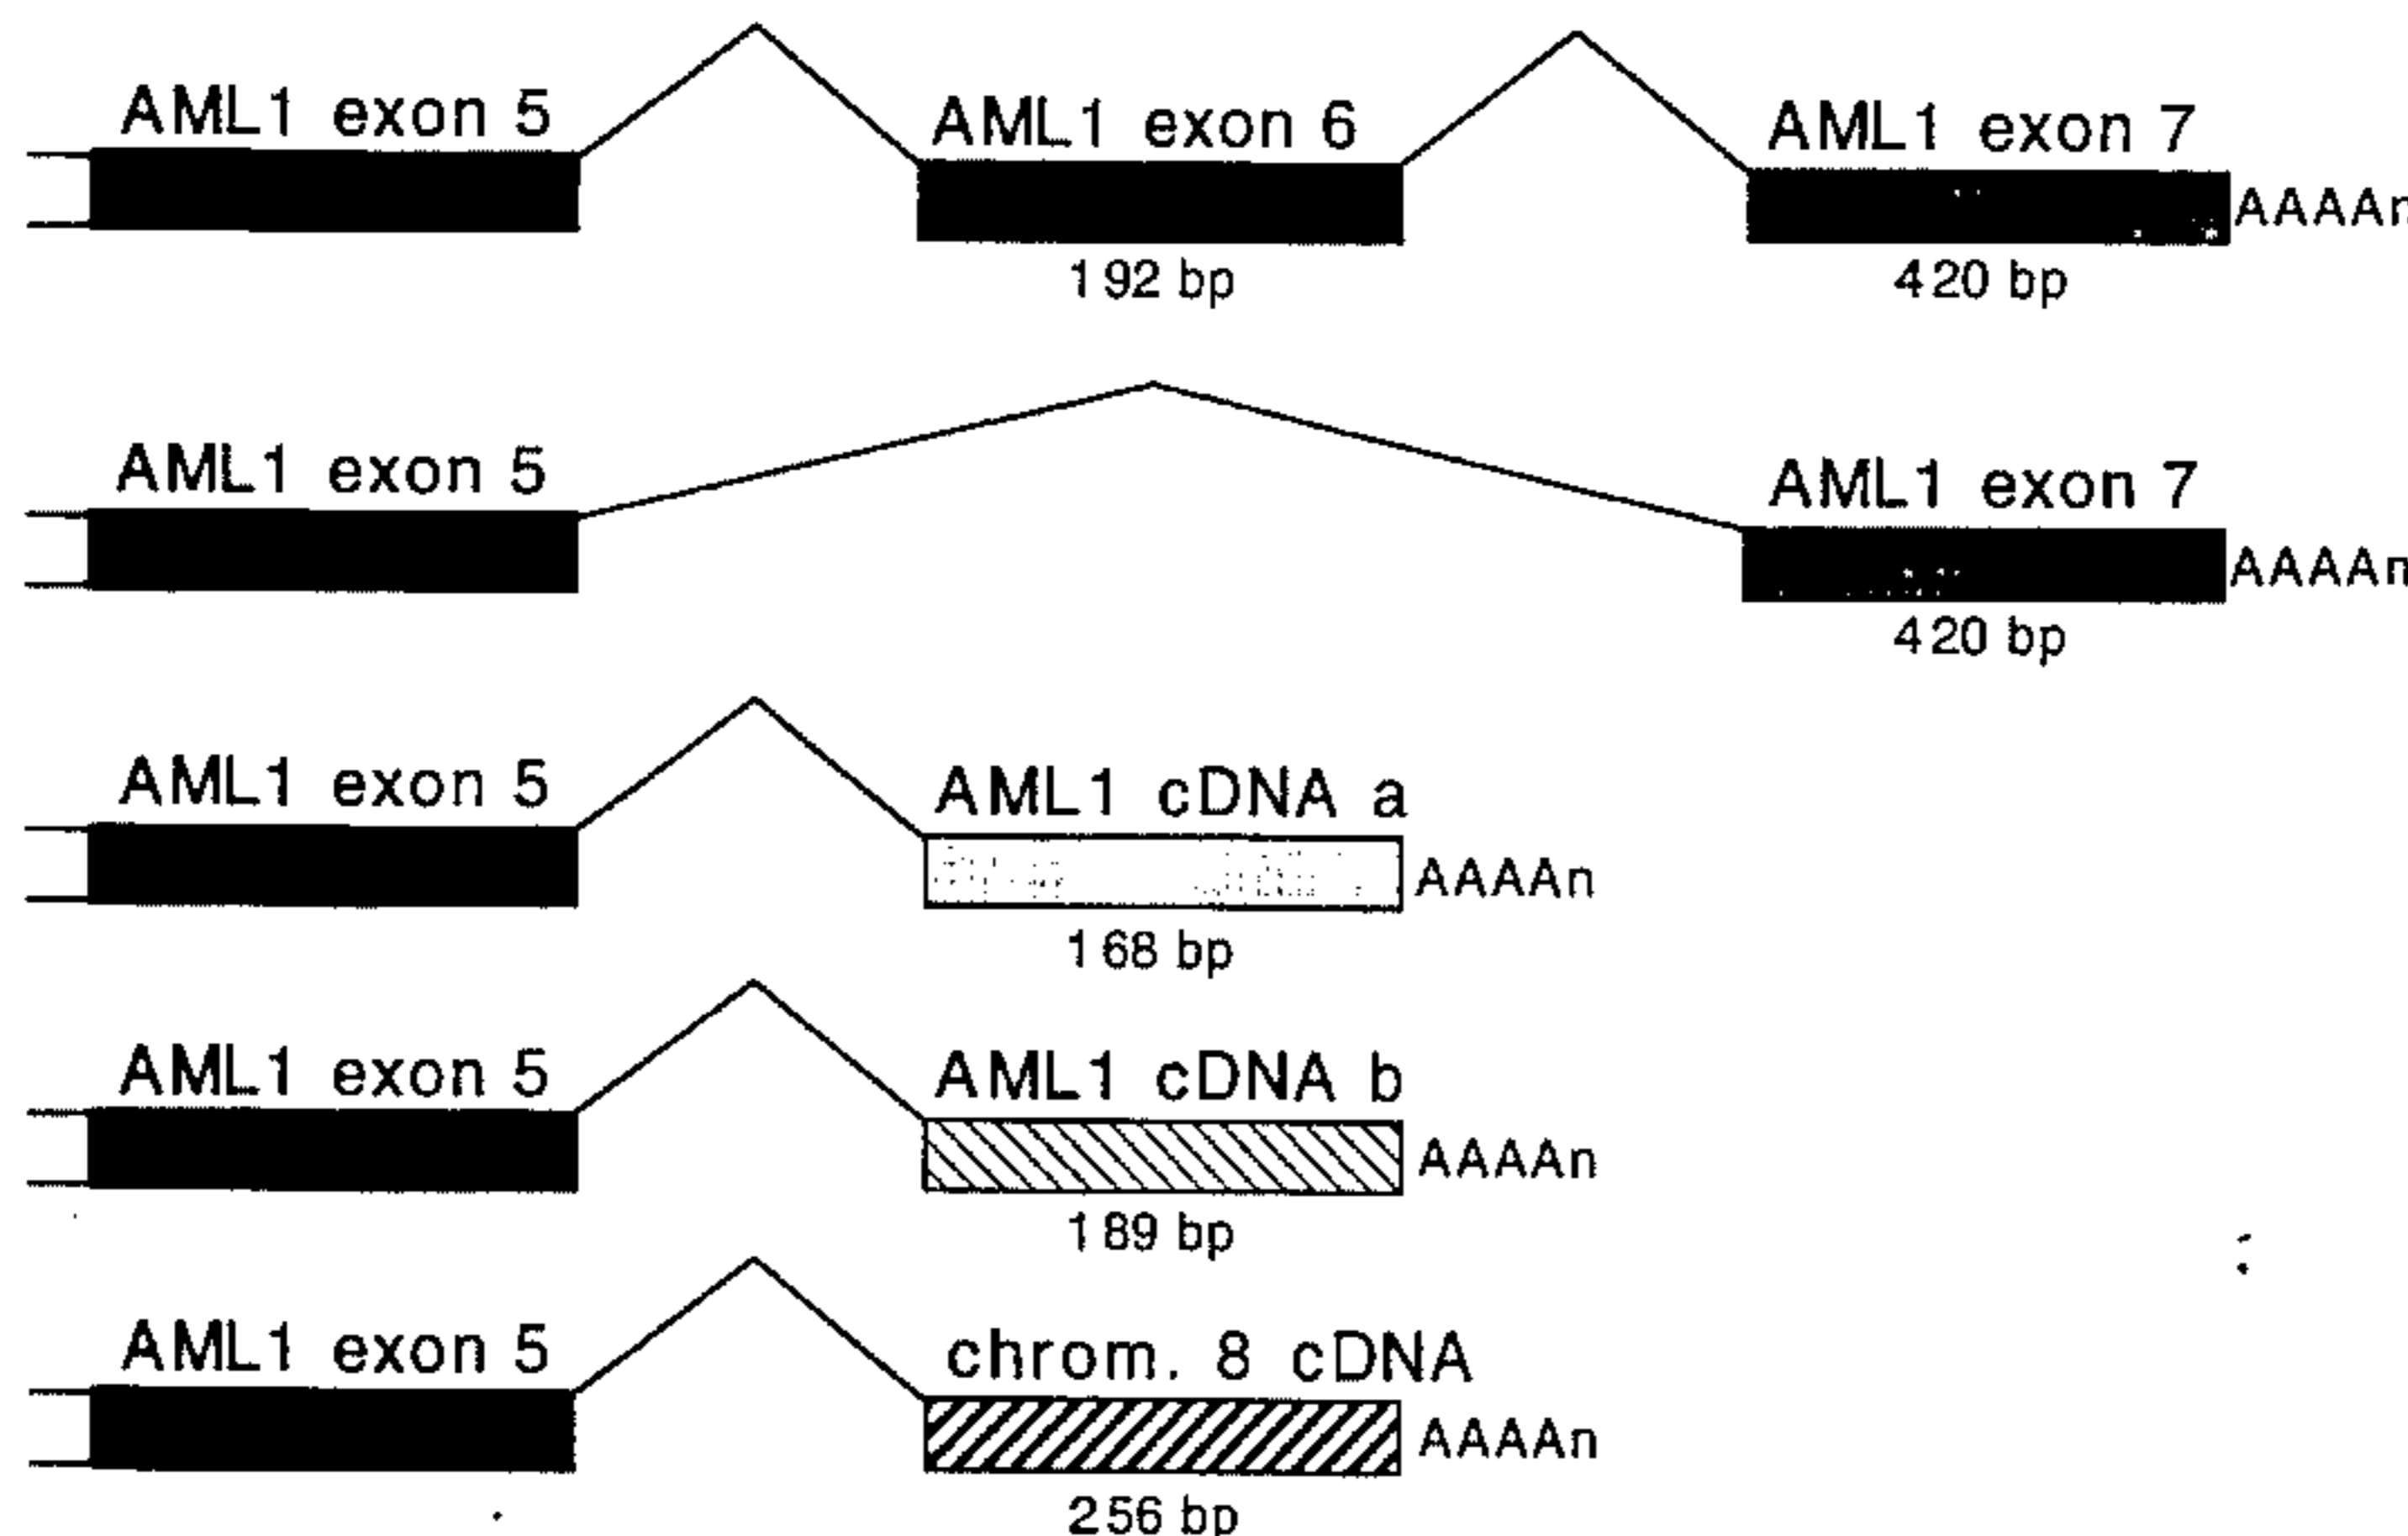 AML1 exon 5 AML1 exon 6 AML1 exon 7
AAAAn
192 bp 420 bp
AML1 exon 5 AML1 exon 7
AAAAn
420 bp
AML1 exon 5 AML1 cDNA a
AAAAn
168 bp
AML1 exon 5 AML1 cDNA b
AAAAn
189 bp
AML1 exon 5 chrom. 8 cDNA
AAAAn
256 bp